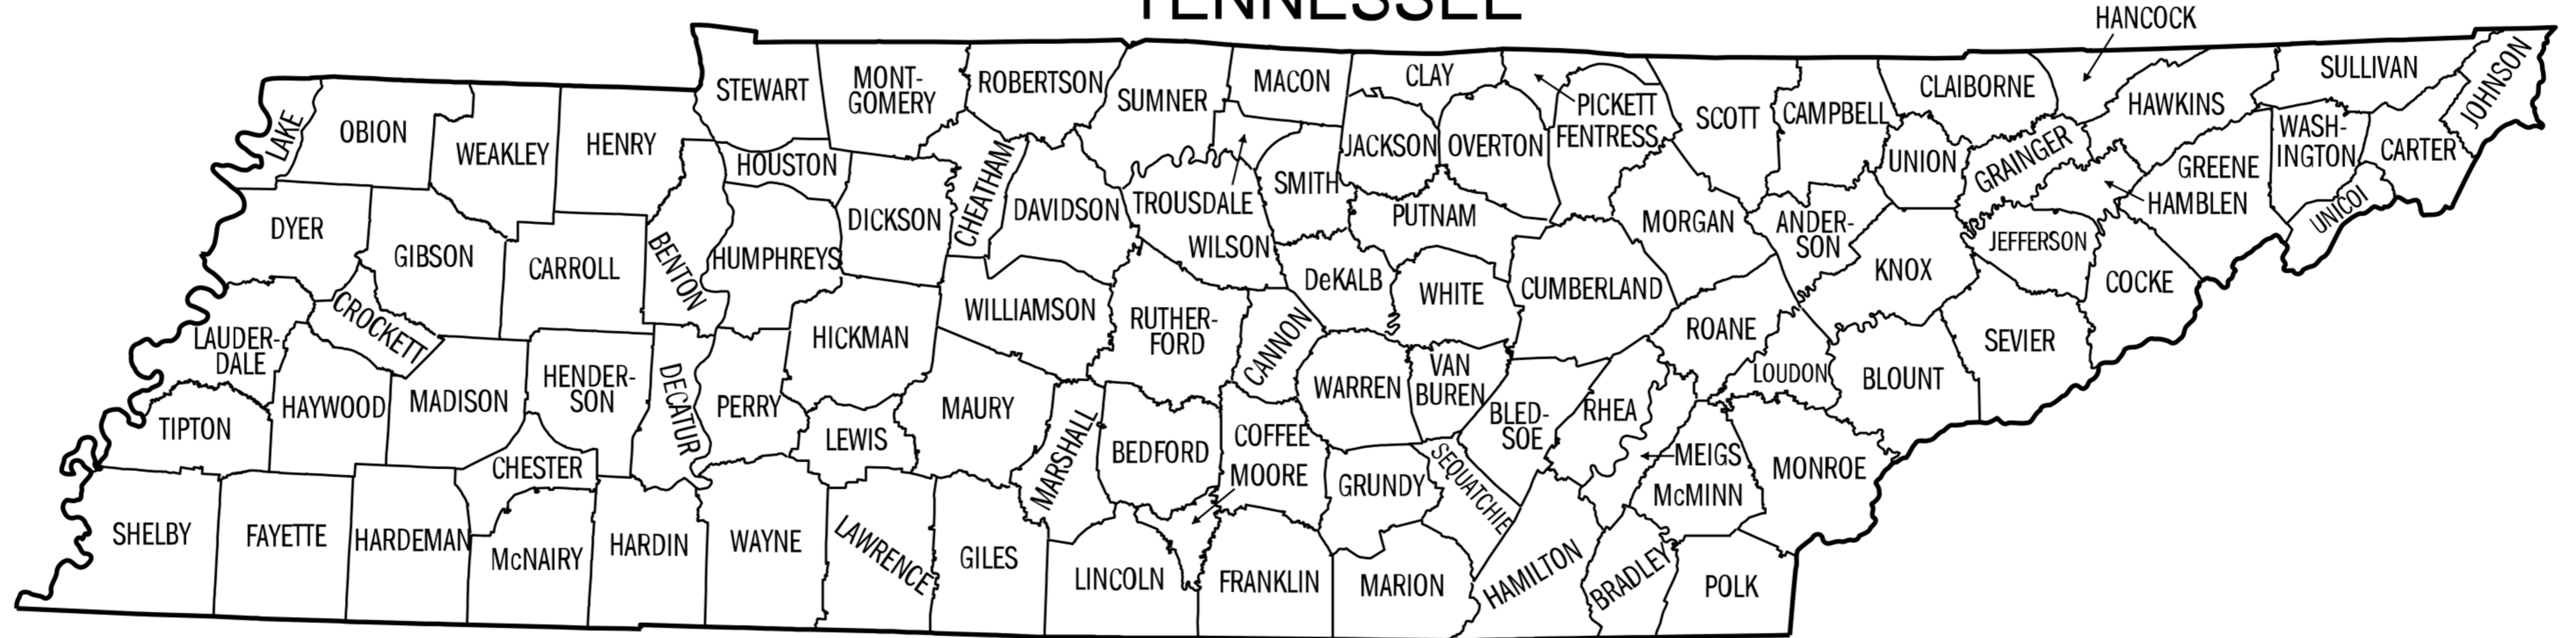 TENNESSEE
HANCOCK
STEWART
MONT-
GOMERY
ROBERTSON
SUMNER
MACON
CLAY
PICKETT
FENTRESS
SCOTT
CAMPBELL
CLAIBORNE
HAWKINS
SULLIVAN
JOHNSON
LAKE
OBION
WEAKLEY
HENRY
HOUSTON
CHEATHAM
JACKSON
OVERTON
UNION
GRAINGER
GREENE
WASH-
INGTON
CARTER
DYER
GIBSON
CARROLL
BENTON
HUMPHREYS
DICKSON
DAVIDSON
TROUSDALE
WILSON
SMITH
PUTNAM
MORGAN
ANDER-
SON
KNOX
JEFFERSON
HAMBLEN
COCKE
UNICOI
LAUDER-
DALE
CROCKETT
WILLIAMSON
HICKMAN
RUTHER-
FORD
CANNON
DeKALB
WHITE
CUMBERLAND
ROANE
LOUDON
BLOUNT
SEVIER
TIPTON
HAYWOOD
MADISON
HENDER-
SON
DECATUR
PERRY
LEWIS
MAURY
MARSHALL
BEDFORD
COFFEE
MOORE
WARREN
VAN
BUREN
BLED-
SOE
RHEA
MEIGS
McMINN
MONROE
CHESTER
GRUNDY
SEQUATCHIE
SHELBY
FAYETTE
HARDEMAN
McNAIRY
HARDIN
WAYNE
LAWRENCE
GILES
LINCOLN
FRANKLIN
MARION
HAMILTON
BRADLEY
POLK